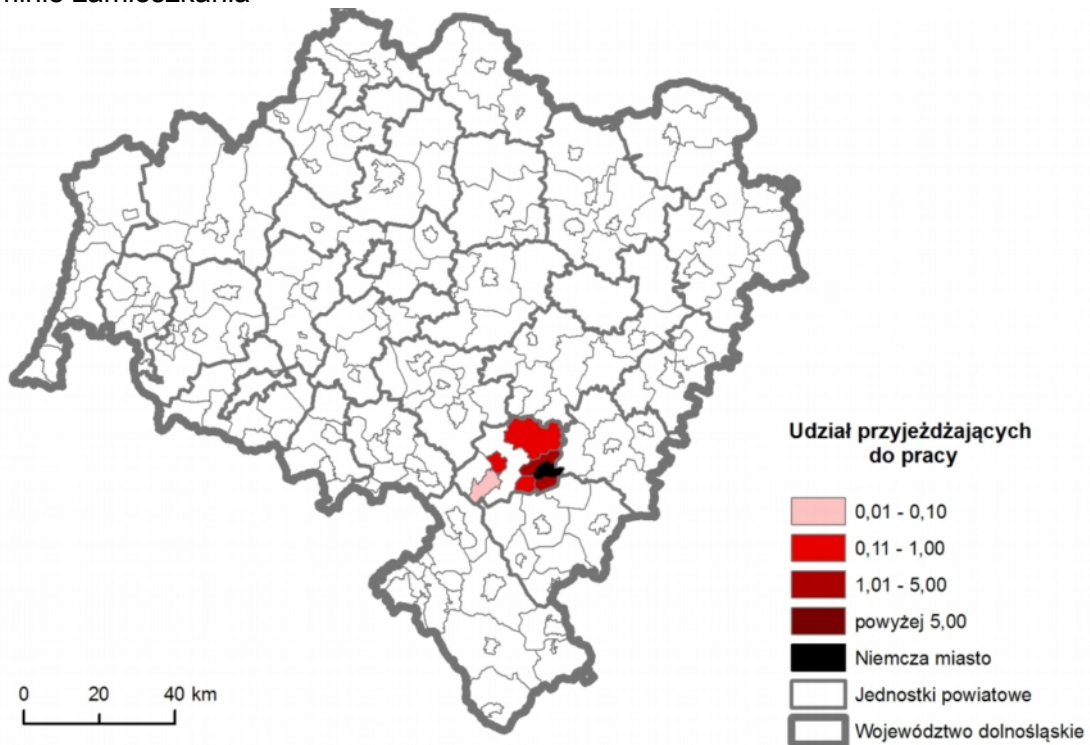 zamieszkania
Udział przyjeżdżających
do pracy
0,01 - 0,10
0,11 - 1,00
1,01 - 5,00
powyżej 5,00
Niemcza miasto
Jednostki powiatowe
Województwo dolnośląskie
0 20 40 km